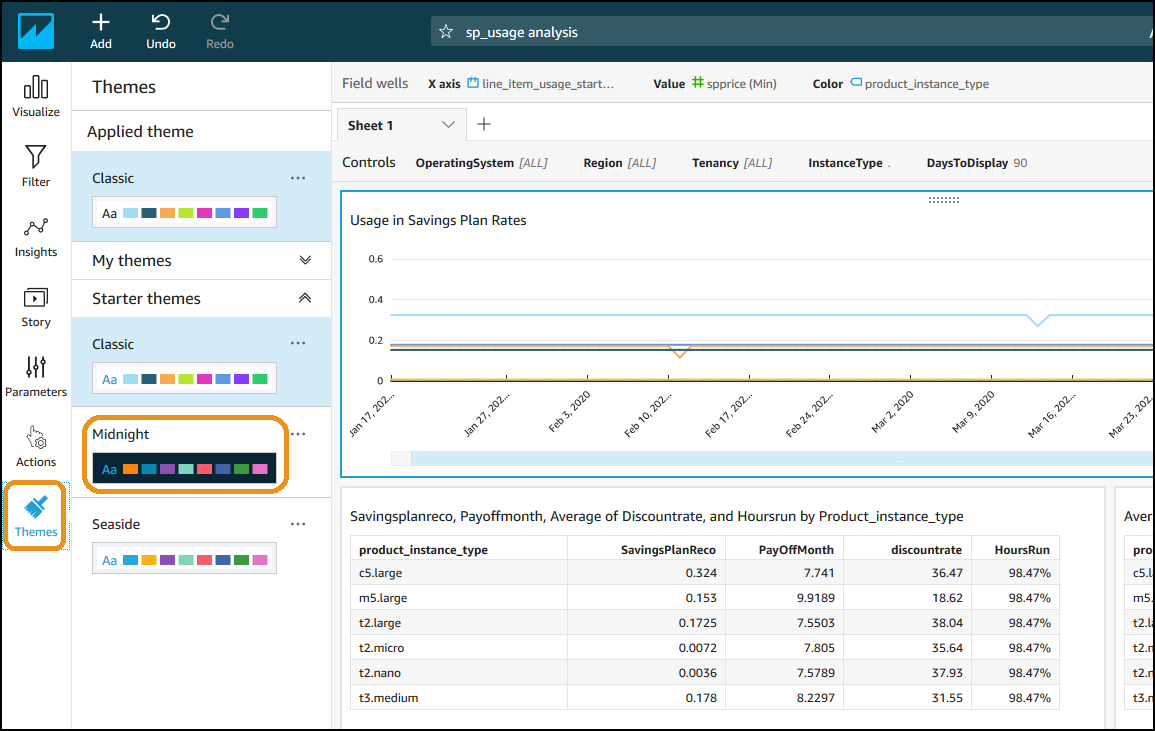 Add
Undo
Redo
sp_usage analysis
Visualize
Filter
Insights
Story
Parameters
Actions
Themes
Themes
Applied theme
Classic
Aa
My themes
Starter themes
Classic
Aa
Midnight
Aa
Seaside
Aa
Field wells X axis line_item_usage_start... Value spprice (Min) Color product_instance_type
Sheet 1
Controls OperatingSystem [ALL] Region [ALL] Tenancy [ALL] InstanceType . DaysToDisplay 90
Usage in Savings Plan Rates
0.6
0.4
0.2
0
Jan 17, 202... Jan 27, 202... Feb 3, 2020 Feb 10, 202... Feb 17, 202... Feb 24, 202... Mar 2, 2020 Mar 9, 2020 Mar 16, 202... Mar 23, 202
Savingsplanreco, Payoffmonth, Average of Discountrate, and Hoursrun by Product_instance_type
product_instance_type SavingsPlanReco PayOffMonth discountrate HoursRun
c5.large 0.324 7.741 36.47 98.47%
m5.large 0.153 9.9189 18.62 98.47%
t2.large 0.1725 7.5503 38.04 98.47%
t2.micro 0.0072 7.805 35.64 98.47%
t2.nano 0.0036 7.5789 37.93 98.47%
t3.medium 0.178 8.2297 31.55 98.47%
Aver